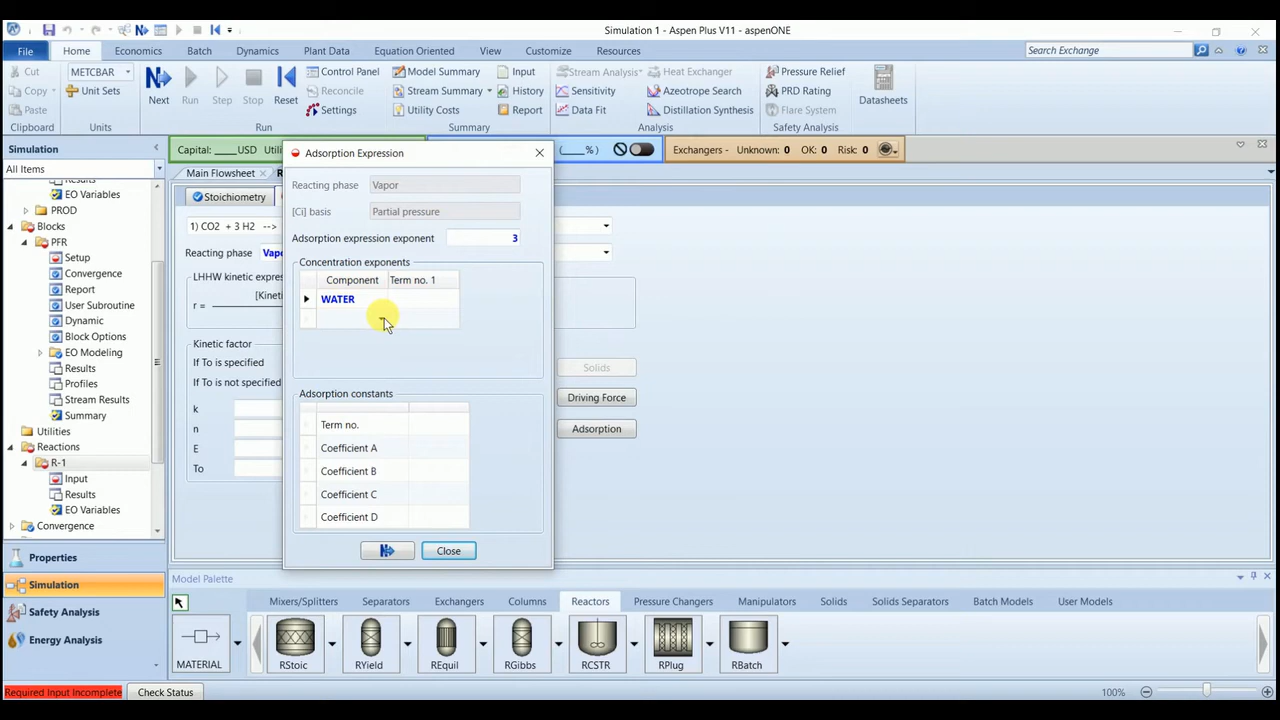 Simulation 1 - Aspen Plus V11 - aspenONE
File Home Economics Batch Dynamics Plant Data Equation Oriented View Customize Resources Search Exchange
Cut METCBAR Control Panel Model Summary Input Stream Analysis Heat Exchanger Pressure Relief
Copy Unit Sets Next Run Step Stop Reset Reconcile Stream Summary History Sensitivity Azeotrope Search PRD Rating Datasheets
Paste Settings Utility Costs Report Data Fit Distillation Synthesis Flare System
Clipboard Units Run Summary Analysis Safety Analysis
Simulation
Capital: ____USD Utili
(____%)
Exchangers - Unknown: 0 OK: 0 Risk: 0
All Items
Main Flowsheet
R
Results
EO Variables
PROD
Blocks
PFR
Setup
Convergence
Report
User Subroutine
Dynamic
Block Options
EO Modeling
Results
Profiles
Stream Results
Summary
Utilities
Reactions
R-1
Input
Results
EO Variables
Convergence
Properties
Simulation
Safety Analysis
Energy Analysis
Stoichiometry
1) CO2 + 3 H2 -->
Reacting phase Vapo
LHHW kinetic expre
[Kineti
r =
Kinetic factor
If To is specified
If To is not specified
k
n
E
To
Adsorption Expression
Reacting phase Vapor
[Ci] basis Partial pressure
Adsorption expression exponent 3
Concentration exponents
Component Term no. 1
WATER
Adsorption constants
Term no.
Coefficient A
Coefficient B
Coefficient C
Coefficient D
N Close
Solids
Driving Force
Adsorption
Model Palette
Mixers/Splitters Separators Exchangers Columns Reactors Pressure Changers Manipulators Solids Solids Separators Batch Models User Models
MATERIAL RStoic RYield REquil RGibbs RCSTR RPlug RBatch
Required Input Incomplete Check Status 100%